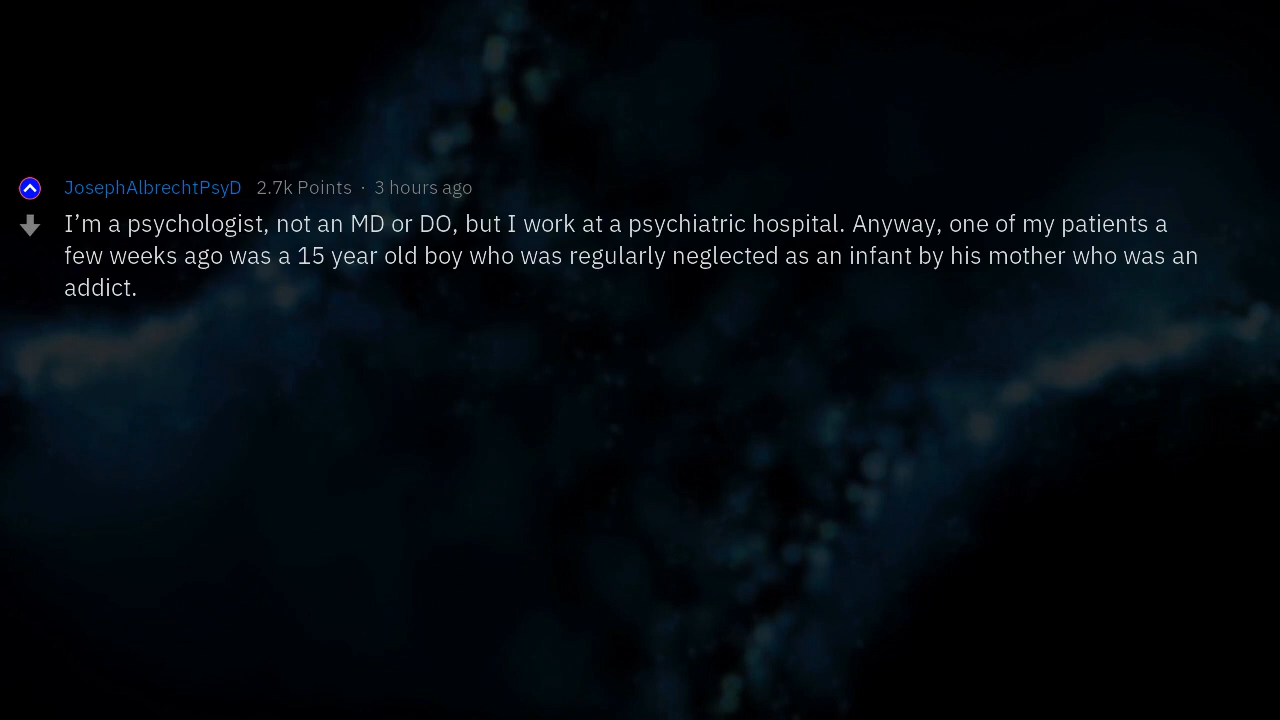 JosephAlbrechtPsyD 2.7k Points · 3 hours ago
I’m a psychologist, not an MD or DO, but I work at a psychiatric hospital. Anyway, one of my patients a
few weeks ago was a 15 year old boy who was regularly neglected as an infant by his mother who was an
addict.